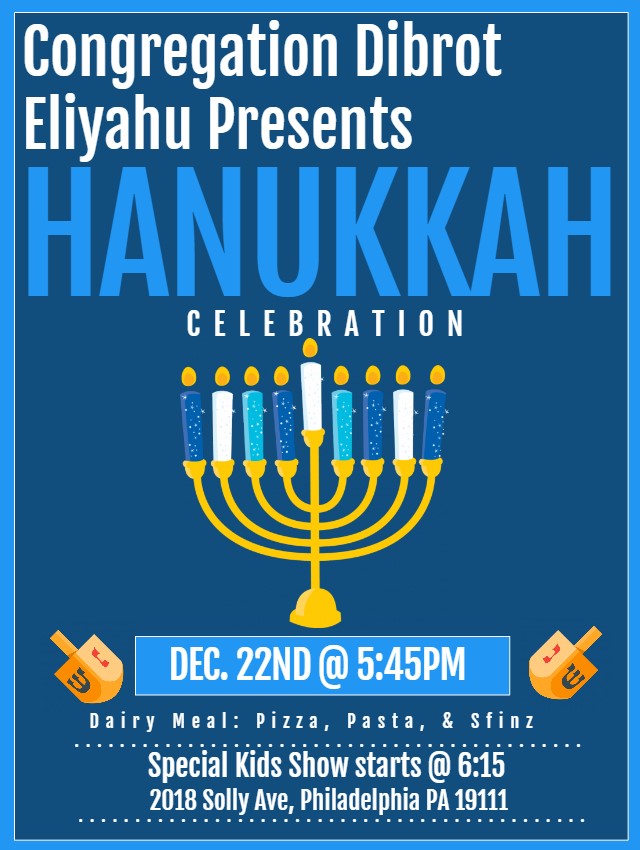 Congregation Dibrot
Eliyahu Presents
HANUKKAH
CELEBRATION
DEC. 22ND @ 5:45PM
Dairy Meal: Pizza, Pasta, & Sfinz
Special Kids Show starts @ 6:15
2018 Solly Ave, Philadelphia PA 19111